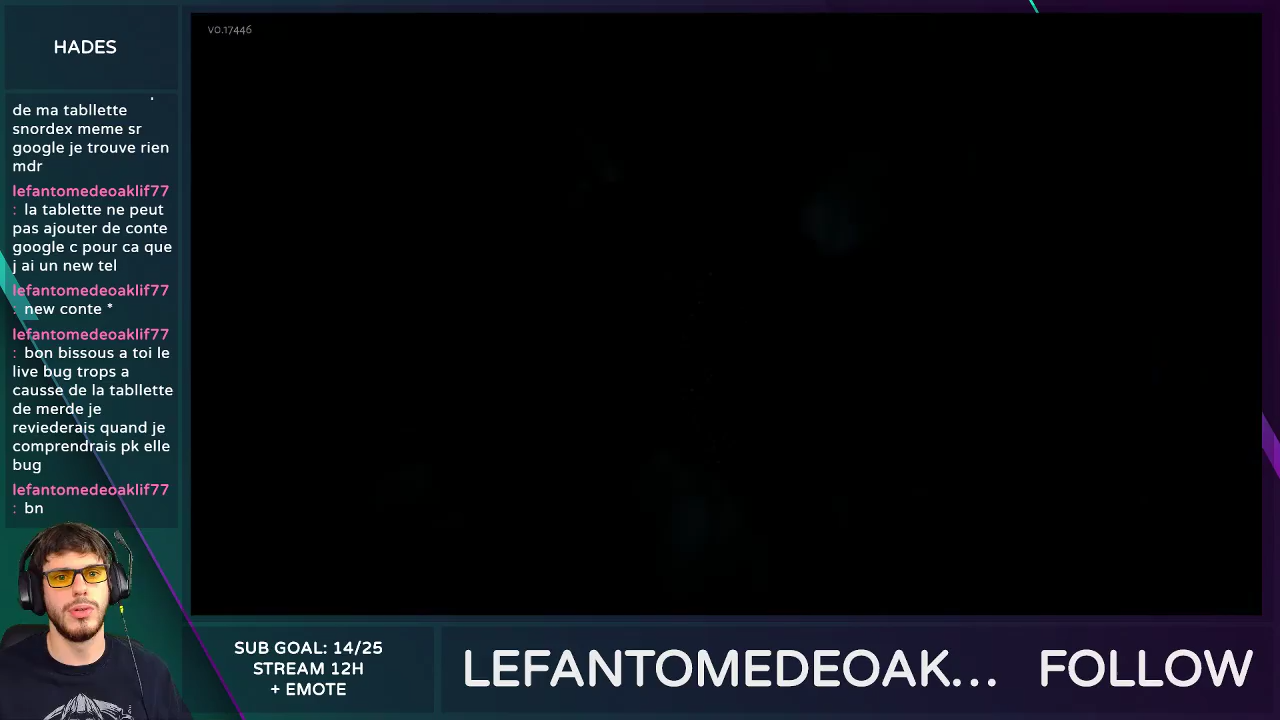 HADES
v0.17446
de ma tabllette
snordex meme sr
google je trouve rien
mdr
lefantomedeoaklif77
: la tablette ne peut
pas ajouter de conte
google c pour ca que
j ai un new tel
lefantomedeoaklif77
: new conte *
lefantomedeoaklif77
: bon bissous a toi le
live bug trops a
causse de la tabllette
de merde je
reviederais quand je
comprendrais pk elle
bug
lefantomedeoaklif77
: bn
SUB GOAL: 14/25
STREAM 12H
+ EMOTE
LEFANTOMEDEOAK... FOLLOW